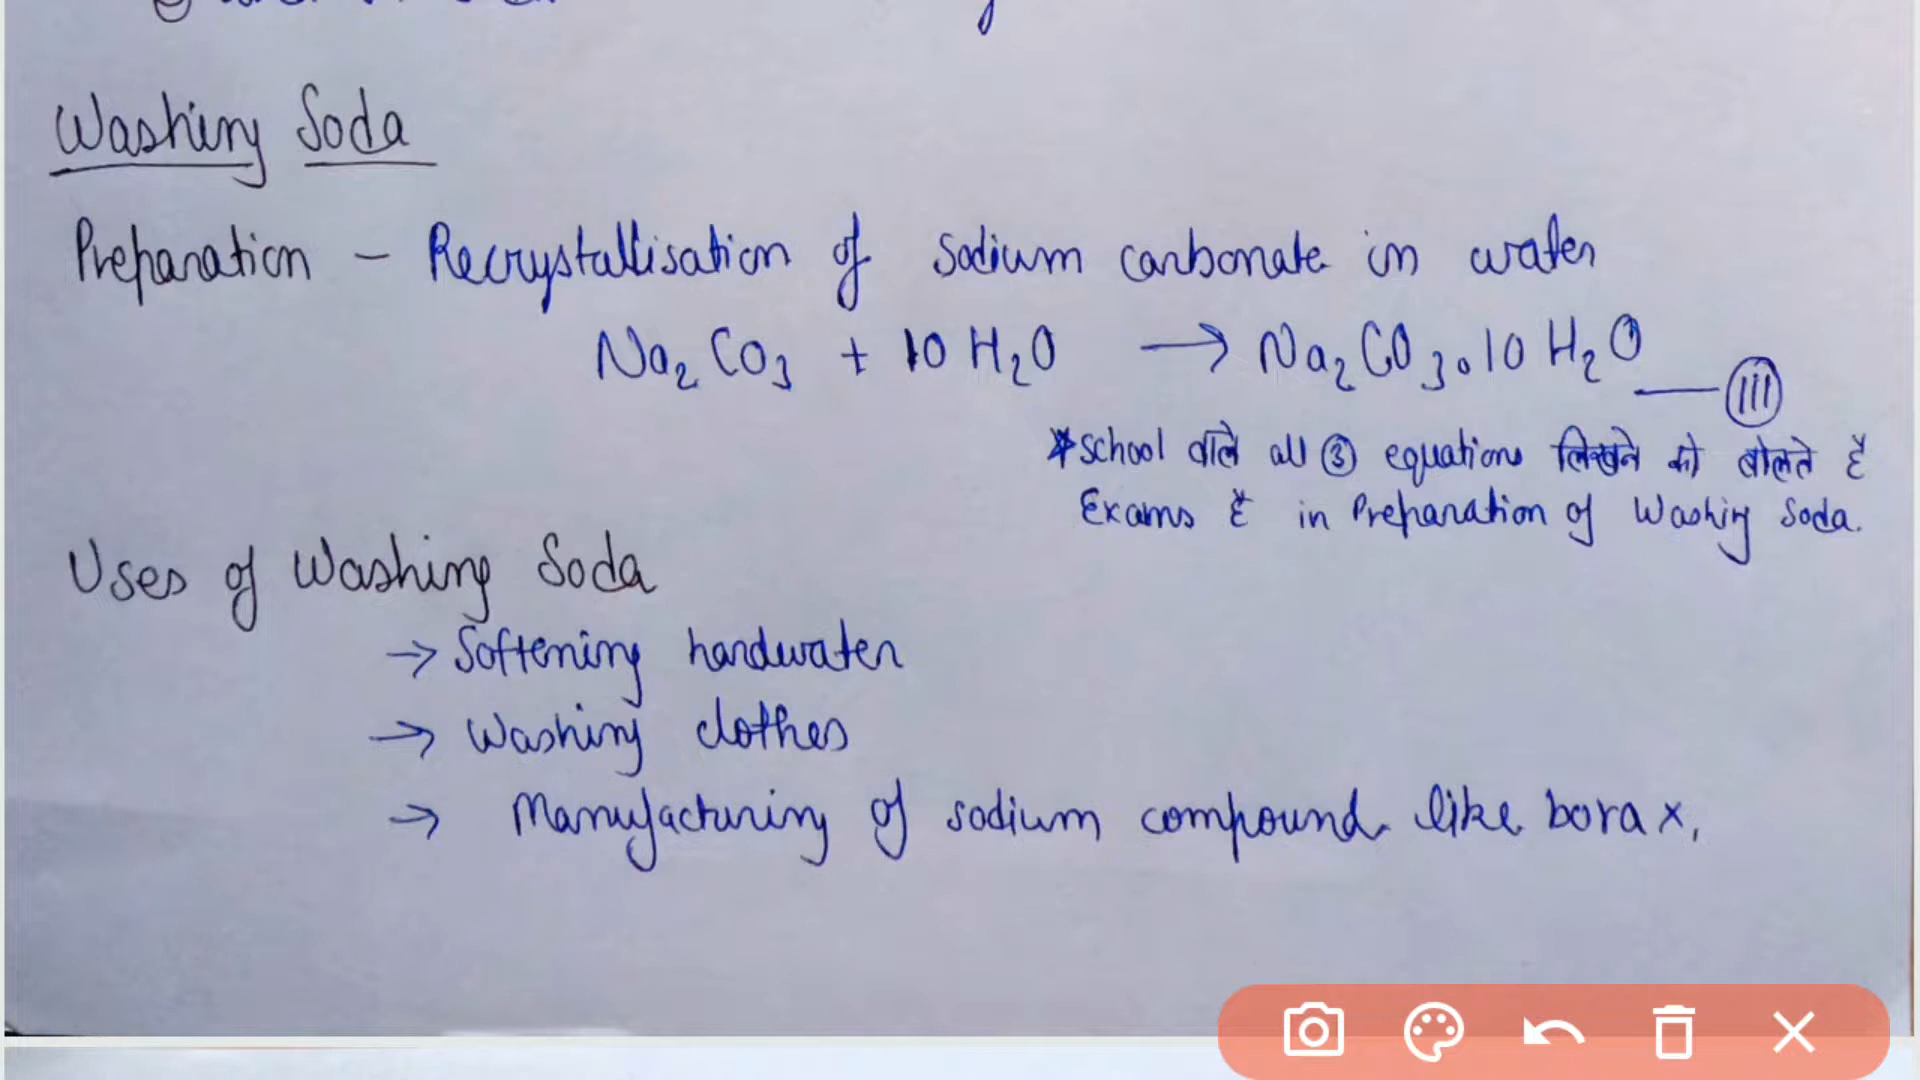 Washing Soda
Preparation - Recrystallisation of sodium carbonate in water
Na₂CO₃ + 10 H₂O → Na₂CO₃.10 H₂O — (III)
*school वाले all ③ equations लिखने को बोलते हैं
Exams में in Preparation of Washing Soda.
Uses of Washing Soda
→ Softening hardwater
→ Washing clothes
→ Manufacturing of sodium compound like borax,